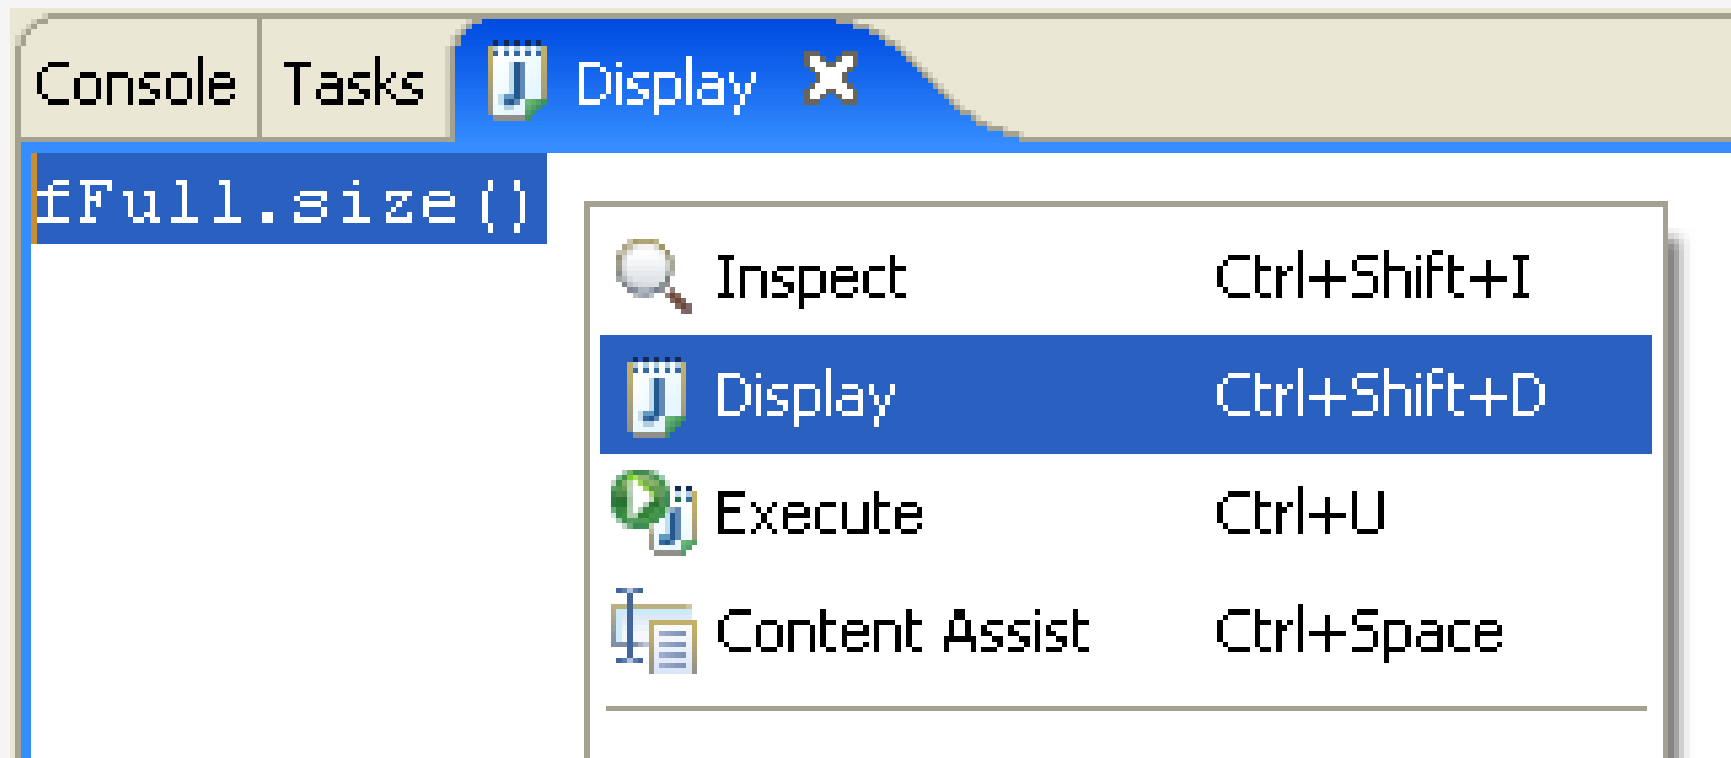 Console Tasks Display
fFull.size()
Inspect Ctrl+Shift+I
Display Ctrl+Shift+D
Execute Ctrl+U
Content Assist Ctrl+Space